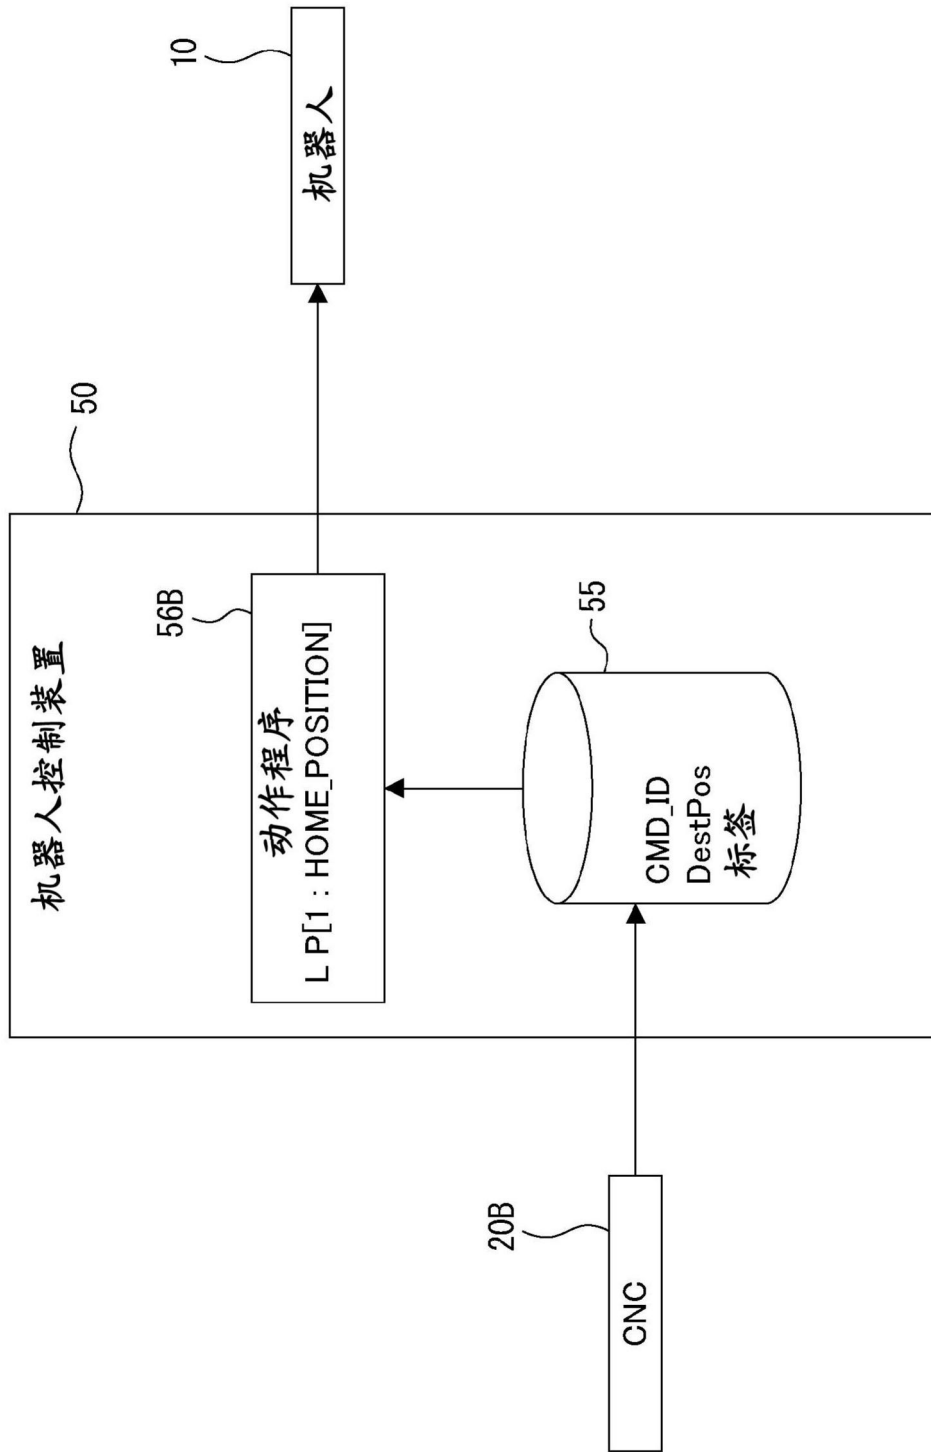 机器人控制装置
50
56B
动作程序
L P[1 : HOME_POSITION]
10
机器人
55
CMD_ID
DestPos
标签
20B
CNC